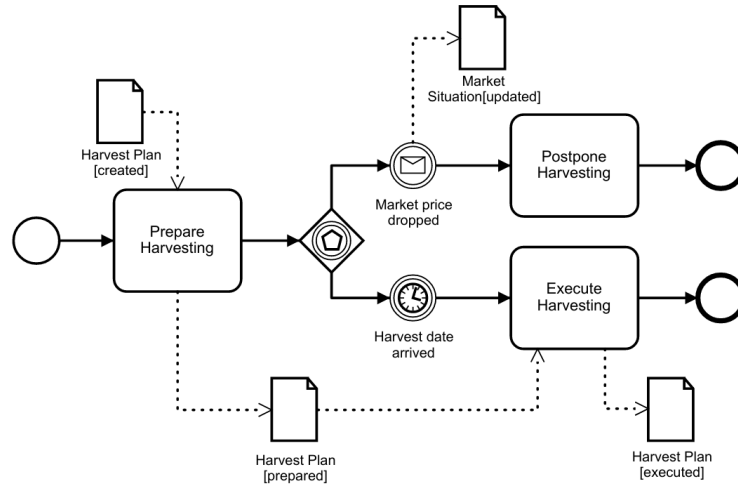 Market
Situation[updated]
Harvest Plan
[created]
Prepare
Harvesting
Market price
dropped
Postpone
Harvesting
Harvest date
arrived
Execute
Harvesting
Harvest Plan
[prepared]
Harvest Plan
[executed]